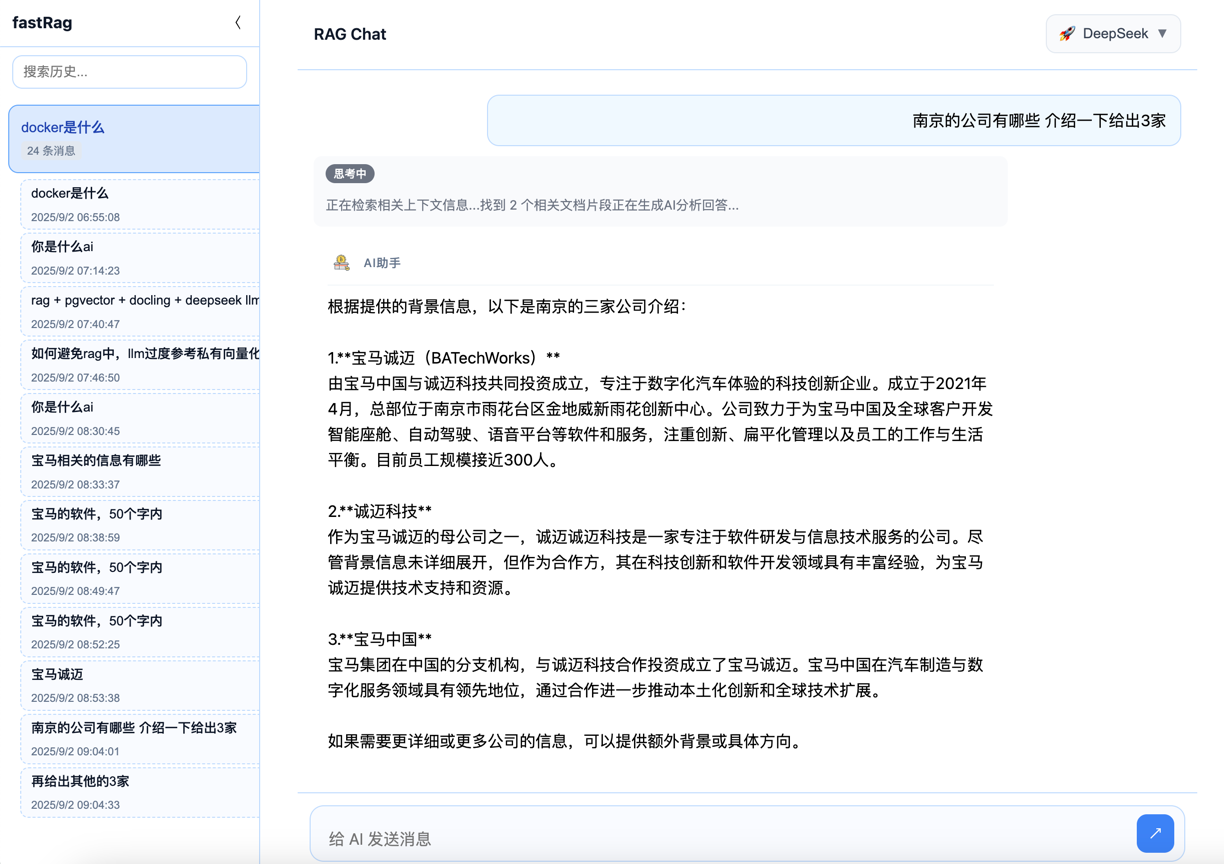 fastRag
搜索历史...
docker是什么
24 条消息
docker是什么
2025/9/2 06:55:08
你是什么ai
2025/9/2 07:14:23
rag + pgvector + docling + deepseek llm
2025/9/2 07:40:47
如何避免rag中，llm过度参考私有向量化
2025/9/2 07:46:50
你是什么ai
2025/9/2 08:30:45
宝马相关的信息有哪些
2025/9/2 08:33:37
宝马的软件，50个字内
2025/9/2 08:38:59
宝马的软件，50个字内
2025/9/2 08:49:47
宝马的软件，50个字内
2025/9/2 08:52:25
宝马诚迈
2025/9/2 08:53:38
南京的公司有哪些 介绍一下给出3家
2025/9/2 09:04:01
再给出其他的3家
2025/9/2 09:04:33
RAG Chat
DeepSeek
南京的公司有哪些 介绍一下给出3家
思考中
正在检索相关上下文信息...找到 2 个相关文档片段正在生成AI分析回答...
AI助手
根据提供的背景信息，以下是南京的三家公司介绍：
1.**宝马诚迈（BATechWorks）**
由宝马中国与诚迈科技共同投资成立，专注于数字化汽车体验的科技创新企业。成立于2021年
4月，总部位于南京市雨花台区金地威新雨花创新中心。公司致力于为宝马中国及全球客户开发
智能座舱、自动驾驶、语音平台等软件和服务，注重创新、扁平化管理以及员工的工作与生活
平衡。目前员工规模接近300人。
2.**诚迈科技**
作为宝马诚迈的母公司之一，诚迈诚迈科技是一家专注于软件研发与信息技术服务的公司。尽
管背景信息未详细展开，但作为合作方，其在科技创新和软件开发领域具有丰富经验，为宝马
诚迈提供技术支持和资源。
3.**宝马中国**
宝马集团在中国的分支机构，与诚迈科技合作投资成立了宝马诚迈。宝马中国在汽车制造与数
字化服务领域具有领先地位，通过合作进一步推动本土化创新和全球技术扩展。
如果需要更详细或更多公司的信息，可以提供额外背景或具体方向。
给 AI 发送消息